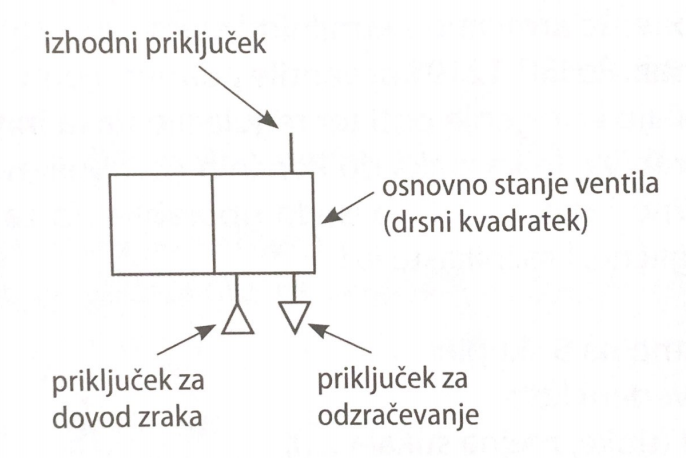 izhodni priključek
osnovno stanje ventila
(drsni kvadratek)
priključek za
dovod zraka
priključek za
odzračevanje